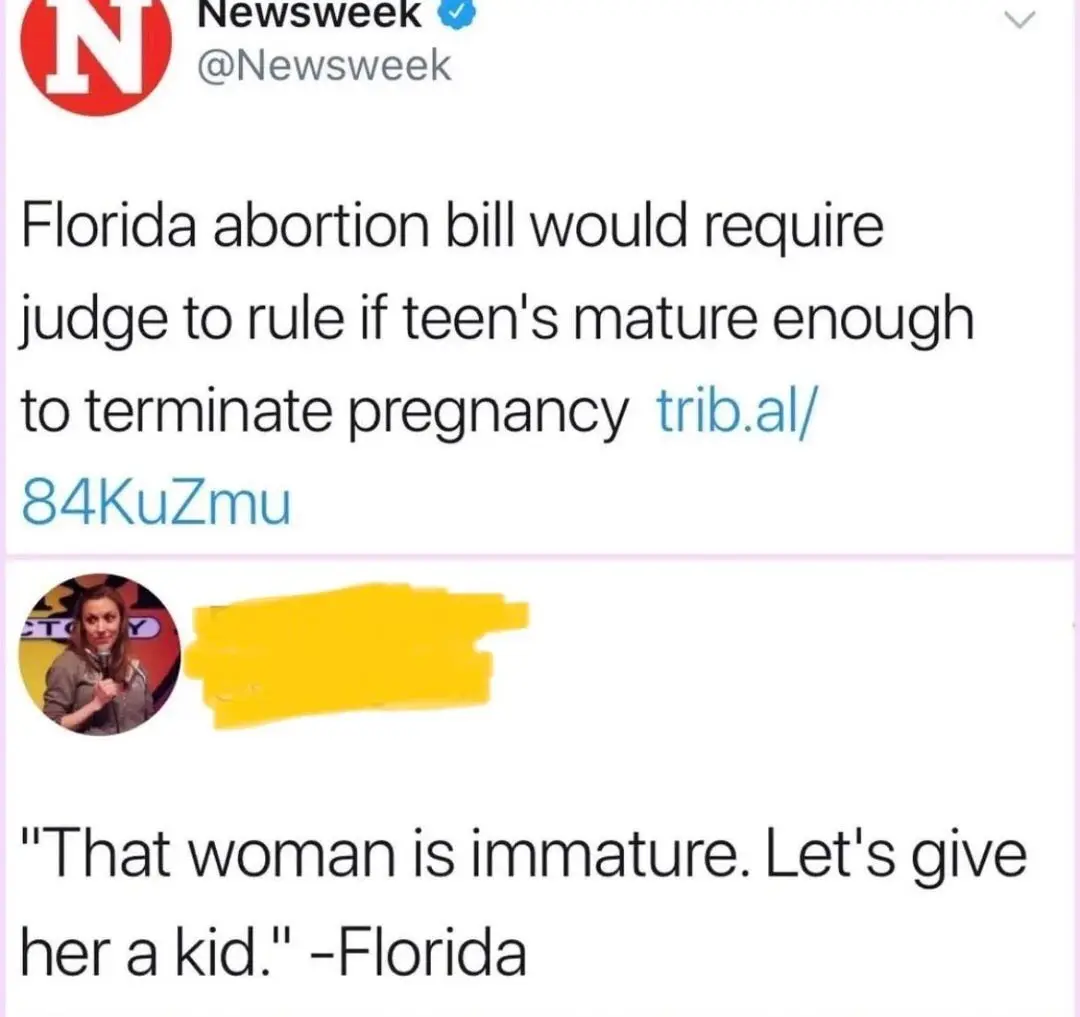 N
Newsweek
@Newsweek
Florida abortion bill would require
judge to rule if teen's mature enough
to terminate pregnancy trib.al/
84KuZmu
CTO Y
"That woman is immature. Let's give
her a kid." -Florida